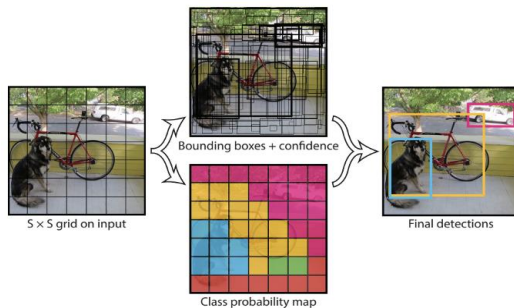 Bounding boxes + confidence
S × S grid on input
Final detections
Class probability map